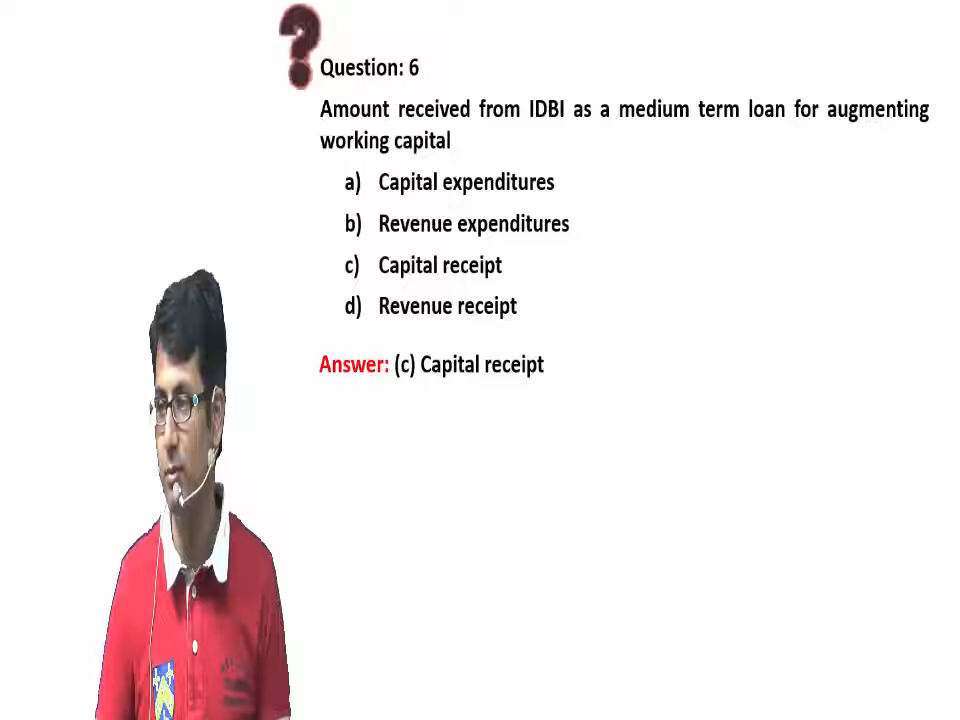 Question: 6
Amount received from IDBI as a medium term loan for augmenting
working capital
a) Capital expenditures
b) Revenue expenditures
c) Capital receipt
d) Revenue receipt
Answer: (c) Capital receipt